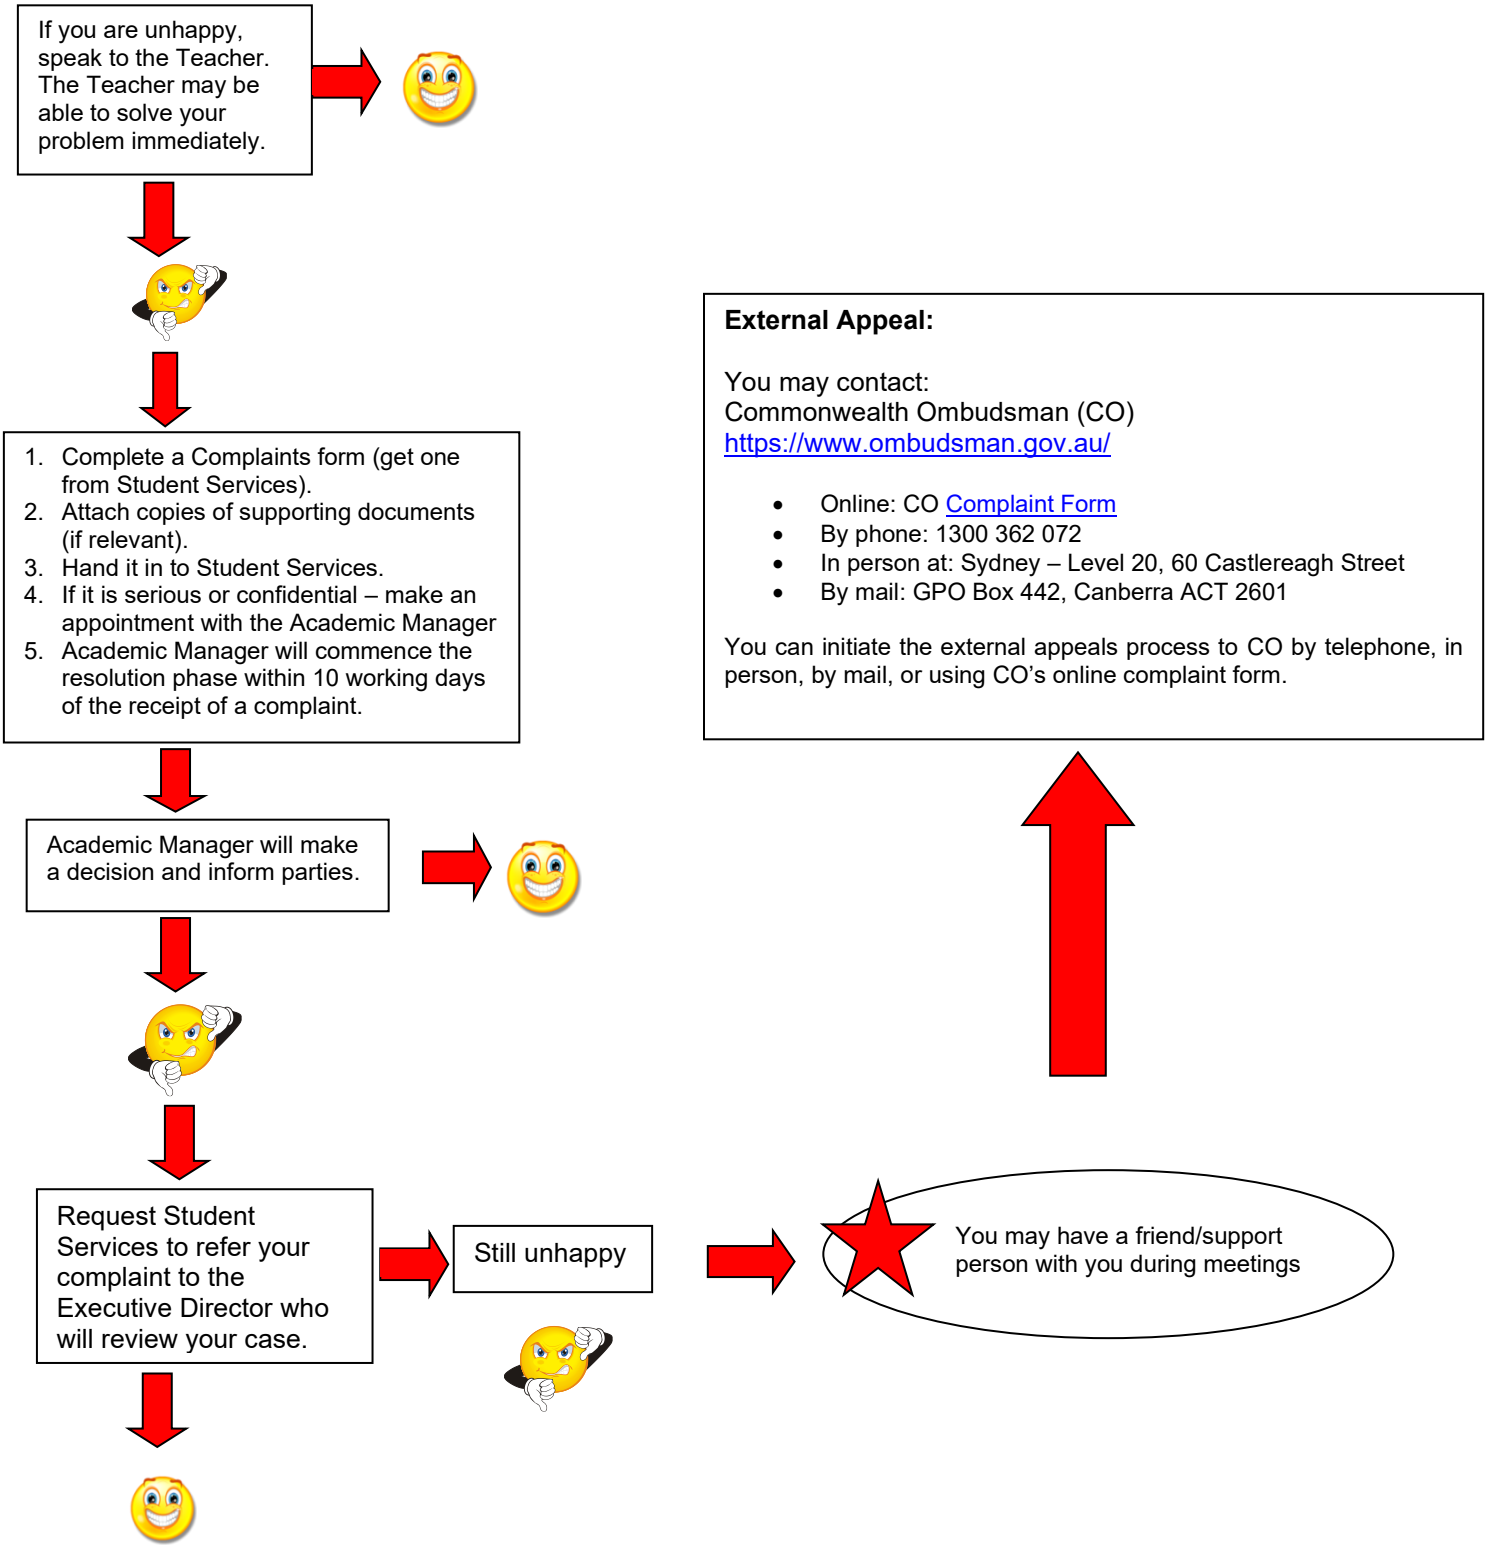 If you are unhappy,
speak to the Teacher.
The Teacher may be
able to solve your
problem immediately.
1. Complete a Complaints form (get one
from Student Services).
2. Attach copies of supporting documents
(if relevant).
3. Hand it in to Student Services.
4. If it is serious or confidential – make an
appointment with the Academic Manager
5. Academic Manager will commence the
resolution phase within 10 working days
of the receipt of a complaint.
Academic Manager will make
a decision and inform parties.
Request Student
Services to refer your
complaint to the
Executive Director who
will review your case.
Still unhappy
You may have a friend/support
person with you during meetings
External Appeal:
You may contact:
Commonwealth Ombudsman (CO)
https://www.ombudsman.gov.au/
• Online: CO Complaint Form
• By phone: 1300 362 072
• In person at: Sydney – Level 20, 60 Castlereagh Street
• By mail: GPO Box 442, Canberra ACT 2601
You can initiate the external appeals process to CO by telephone, in
person, by mail, or using CO’s online complaint form.